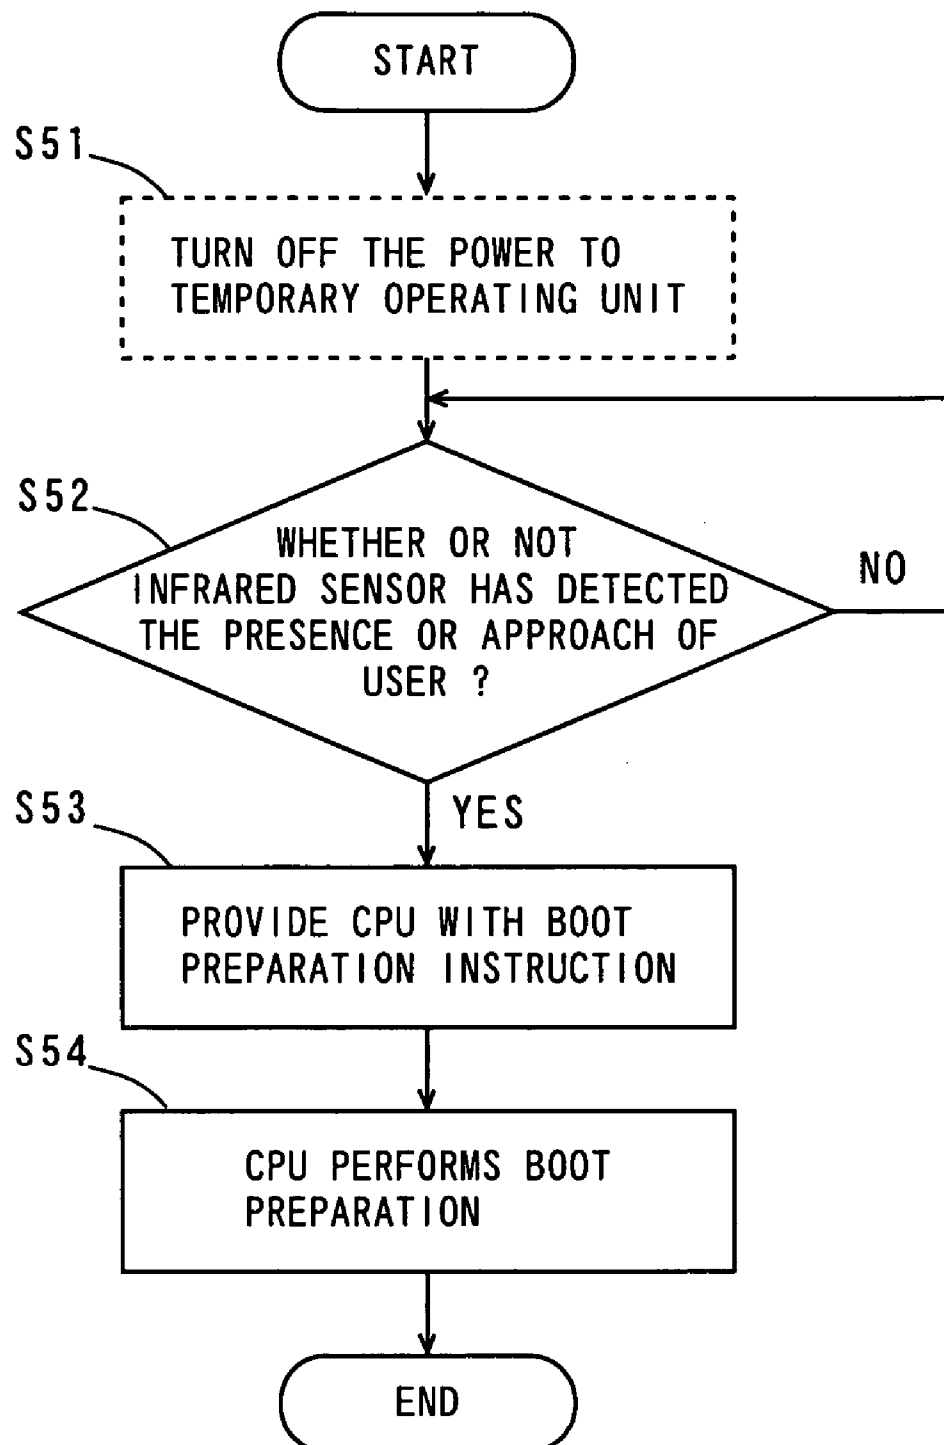 START
S51
TURN OFF THE POWER TO
TEMPORARY OPERATING UNIT
S52
WHETHER OR NOT
INFRARED SENSOR HAS DETECTED
THE PRESENCE OR APPROACH OF
USER ?
NO
YES
S53
PROVIDE CPU WITH BOOT
PREPARATION INSTRUCTION
S54
CPU PERFORMS BOOT
PREPARATION
END